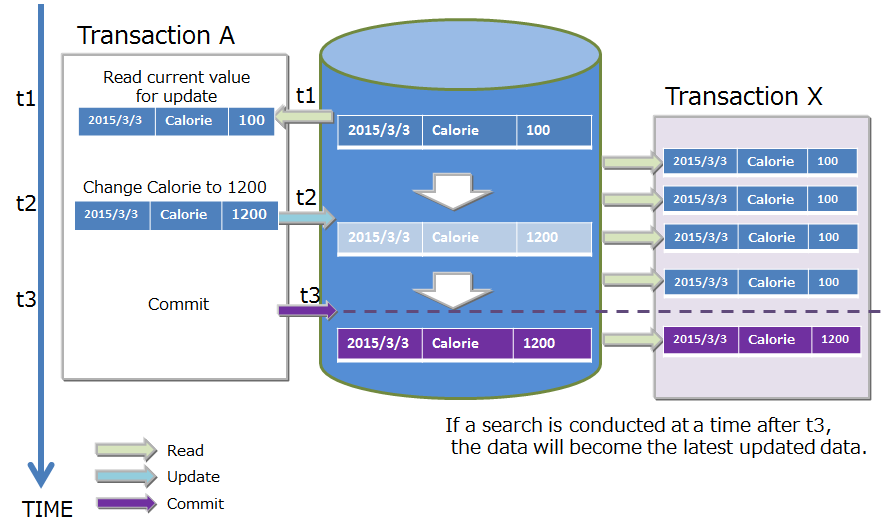 Transaction A
t1
Read current value
for update
2015/3/3 Calorie 100
t1
2015/3/3 Calorie 100
Transaction X
2015/3/3 Calorie 100
2015/3/3 Calorie 100
2015/3/3 Calorie 100
2015/3/3 Calorie 100
t2
Change Calorie to 1200
2015/3/3 Calorie 1200
t2
2015/3/3 Calorie 1200
t3
Commit
t3
2015/3/3 Calorie 1200
2015/3/3 Calorie 1200
If a search is conducted at a time after t3,
the data will become the latest updated data.
Read
Update
Commit
TIME